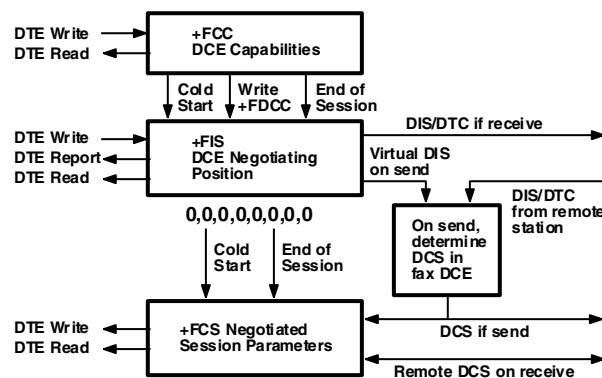 DTE Write
DTE Read
+FCC
DCE Capabilities
Cold
Start
Write
+FDCC
End of
Session
DTE Write
DTE Report
DTE Read
+FIS
DCE Negotiating
Position
DIS/DTC if receive
Virtual DIS
on send
DIS/DTC
from remote
station
0,0,0,0,0,0,0,0
On send,
determine
DCS in
fax DCE
Cold
Start
End of
Session
DTE Write
DTE Read
+FCS Negotiated
Session Parameters
DCS if send
Remote DCS on receive